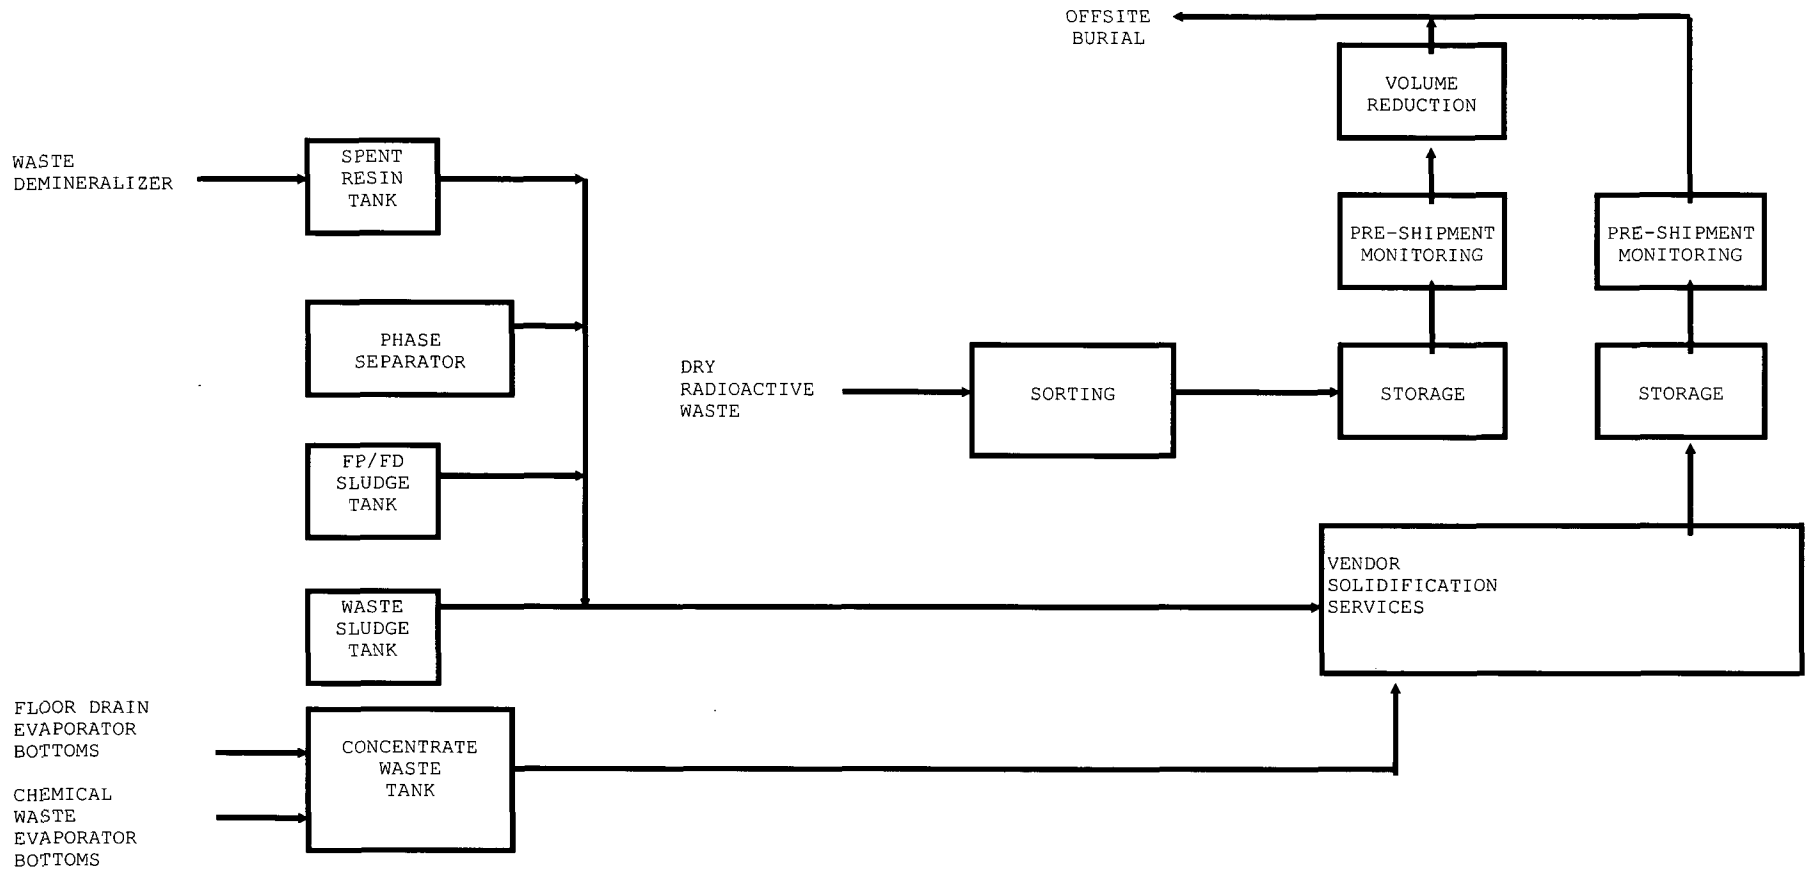 OFFSITE
BURIAL
VOLUME
REDUCTION
WASTE
DEMINERALIZER
SPENT
RESIN
TANK
PRE-SHIPMENT
MONITORING
PRE-SHIPMENT
MONITORING
PHASE
SEPARATOR
DRY
RADIOACTIVE
WASTE
SORTING
STORAGE
STORAGE
FP/FD
SLUDGE
TANK
VENDOR
SOLIDIFICATION
SERVICES
WASTE
SLUDGE
TANK
FLOOR DRAIN
EVAPORATOR
BOTTOMS
CONCENTRATE
WASTE
TANK
CHEMICAL
WASTE
EVAPORATOR
BOTTOMS